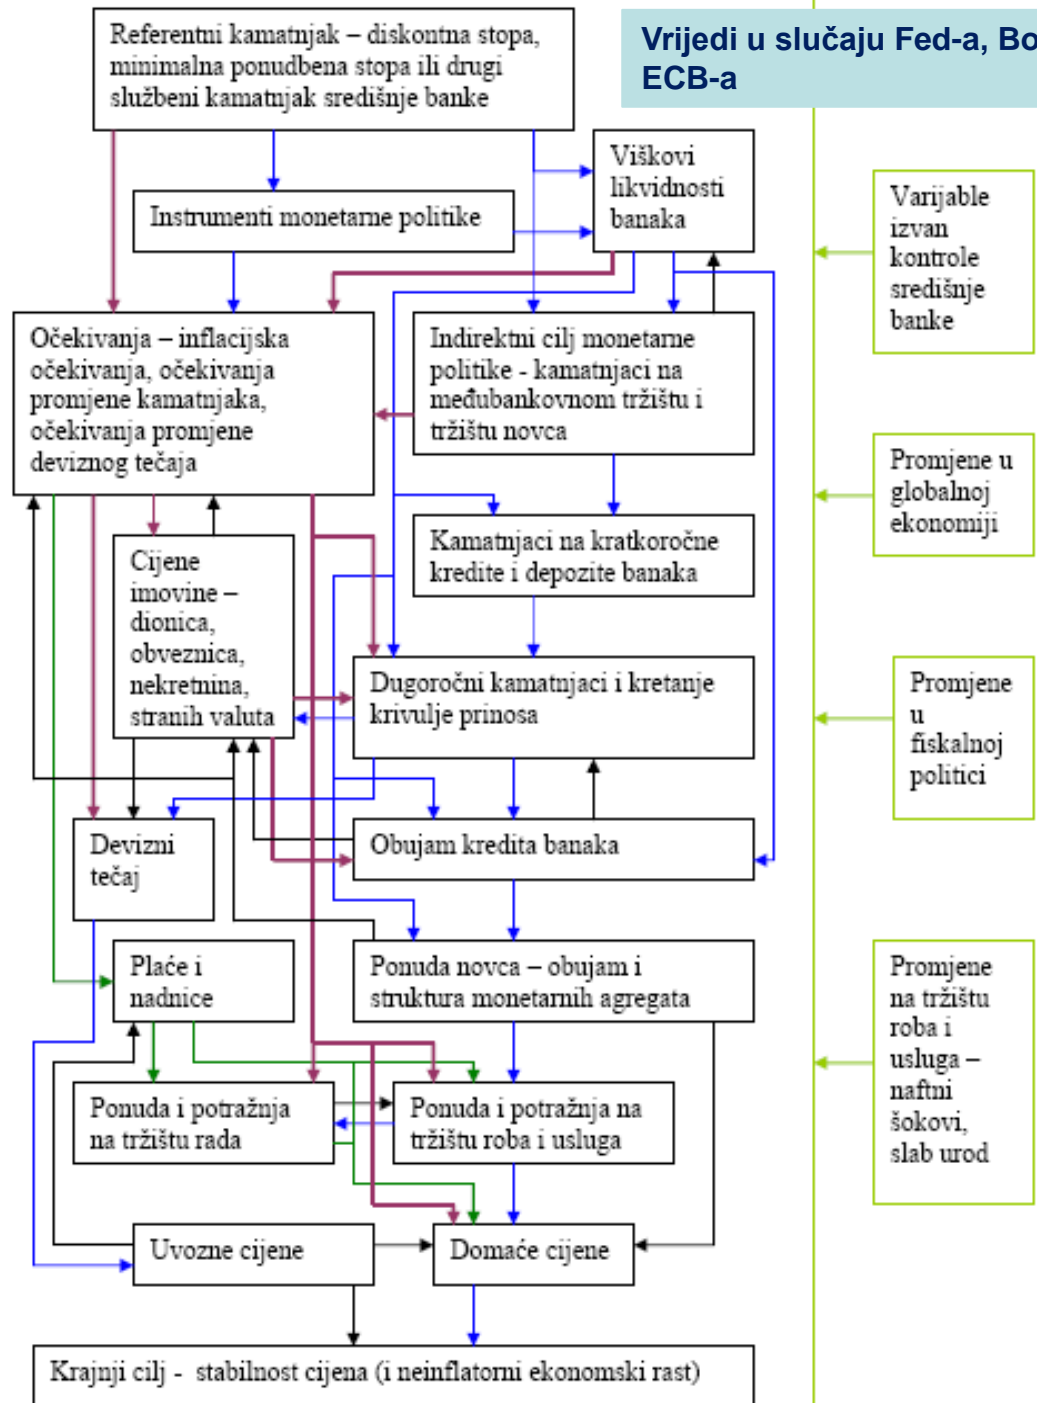 Referentni kamatnjak – diskontna stopa,
minimalna ponudbena stopa ili drugi
službeni kamatnjak središnje banke
Vrijedi u slučaju Fed-a,
ECB-a
Viškovi
likvidnosti
banaka
Instrumenti monetarne politike
Varijable
izvan
kontrole
središnje
banke
Očekivanja – inflacijska
očekivanja, očekivanja
promjene kamatnjaka,
očekivanja promjene
deviznog tečaja
Indirektni cilj monetarne
politike - kamatnjaci na
međubankovnom tržištu i
tržištu novca
Promjene u
globalnoj
ekonomiji
Kamatnjaci na kratkoročne
kredite i depozite banaka
Cijene
imovine –
dionica,
obveznica,
nekretnina,
stranih valuta
Dugoročni kamatnjaci i kretanje
krivulje prinosa
Promjene
u
fiskalnoj
politici
Devizni
tečaj
Obujam kredita banaka
Plaće i
nadnice
Ponuda novca – obujam i
struktura monetarnih agregata
Promjene
na tržištu
roba i
usluga –
naftni
šokovi,
slab urod
Ponuda i potražnja
na tržištu rada
Ponuda i potražnja na
tržištu roba i usluga
Uvozne cijene
Domaće cijene
Krajnji cilj - stabilnost cijena (i neinflatorni ekonomski rast)